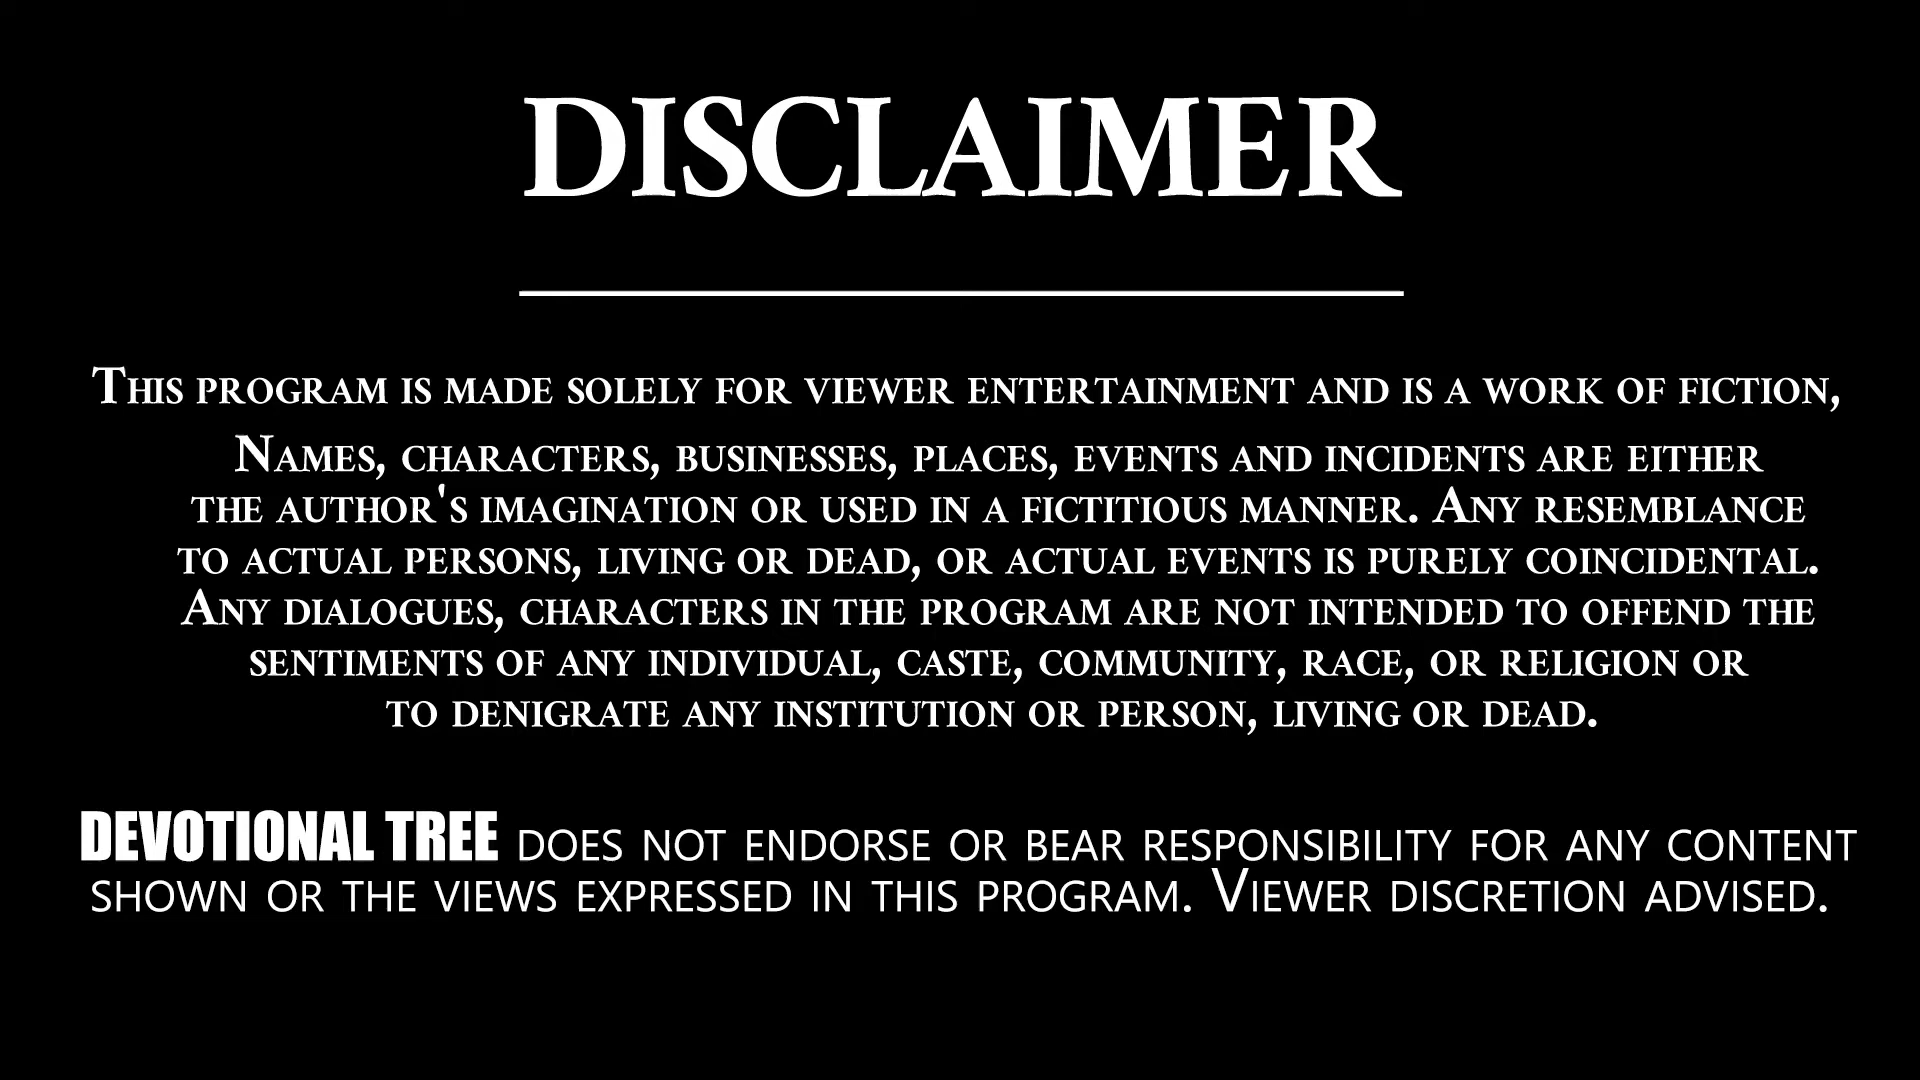 DISCLAIMER
This program is made solely for viewer entertainment and is a work of fiction,
Names, characters, businesses, places, events and incidents are either
the author's imagination or used in a fictitious manner. Any resemblance
to actual persons, living or dead, or actual events is purely coincidental.
Any dialogues, characters in the program are not intended to offend the
sentiments of any individual, caste, community, race, or religion or
to denigrate any institution or person, living or dead.
DEVOTIONAL TREE does not endorse or bear responsibility for any content
shown or the views expressed in this program. Viewer discretion advised.